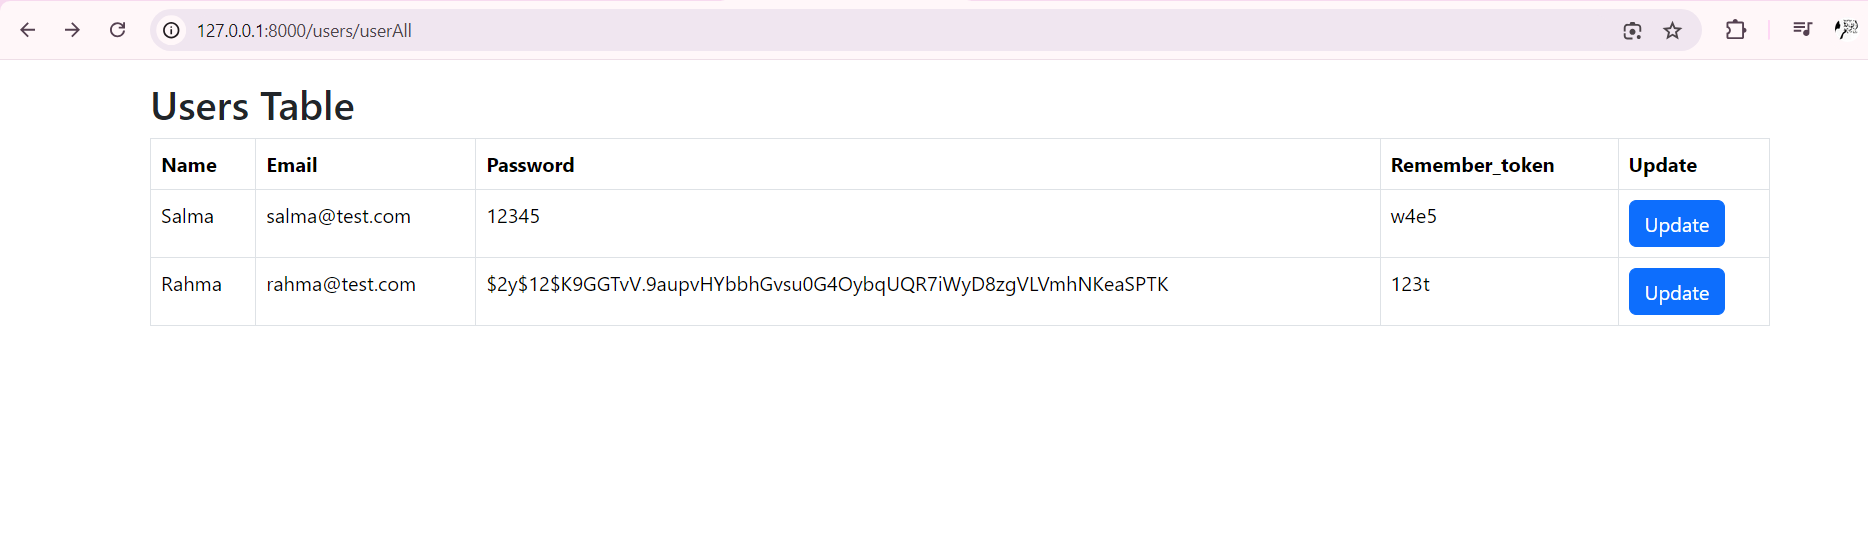 127.0.0.1:8000/users/userAll
Users Table
Name Email Password Remember_token Update
Salma salma@test.com 12345 w4e5 Update
Rahma rahma@test.com $2y$12$K9GGTvV.9aupvHYbbhGvsu0G4OybqUQR7iWyD8zgVLVmhNKeaSPTK 123t Update